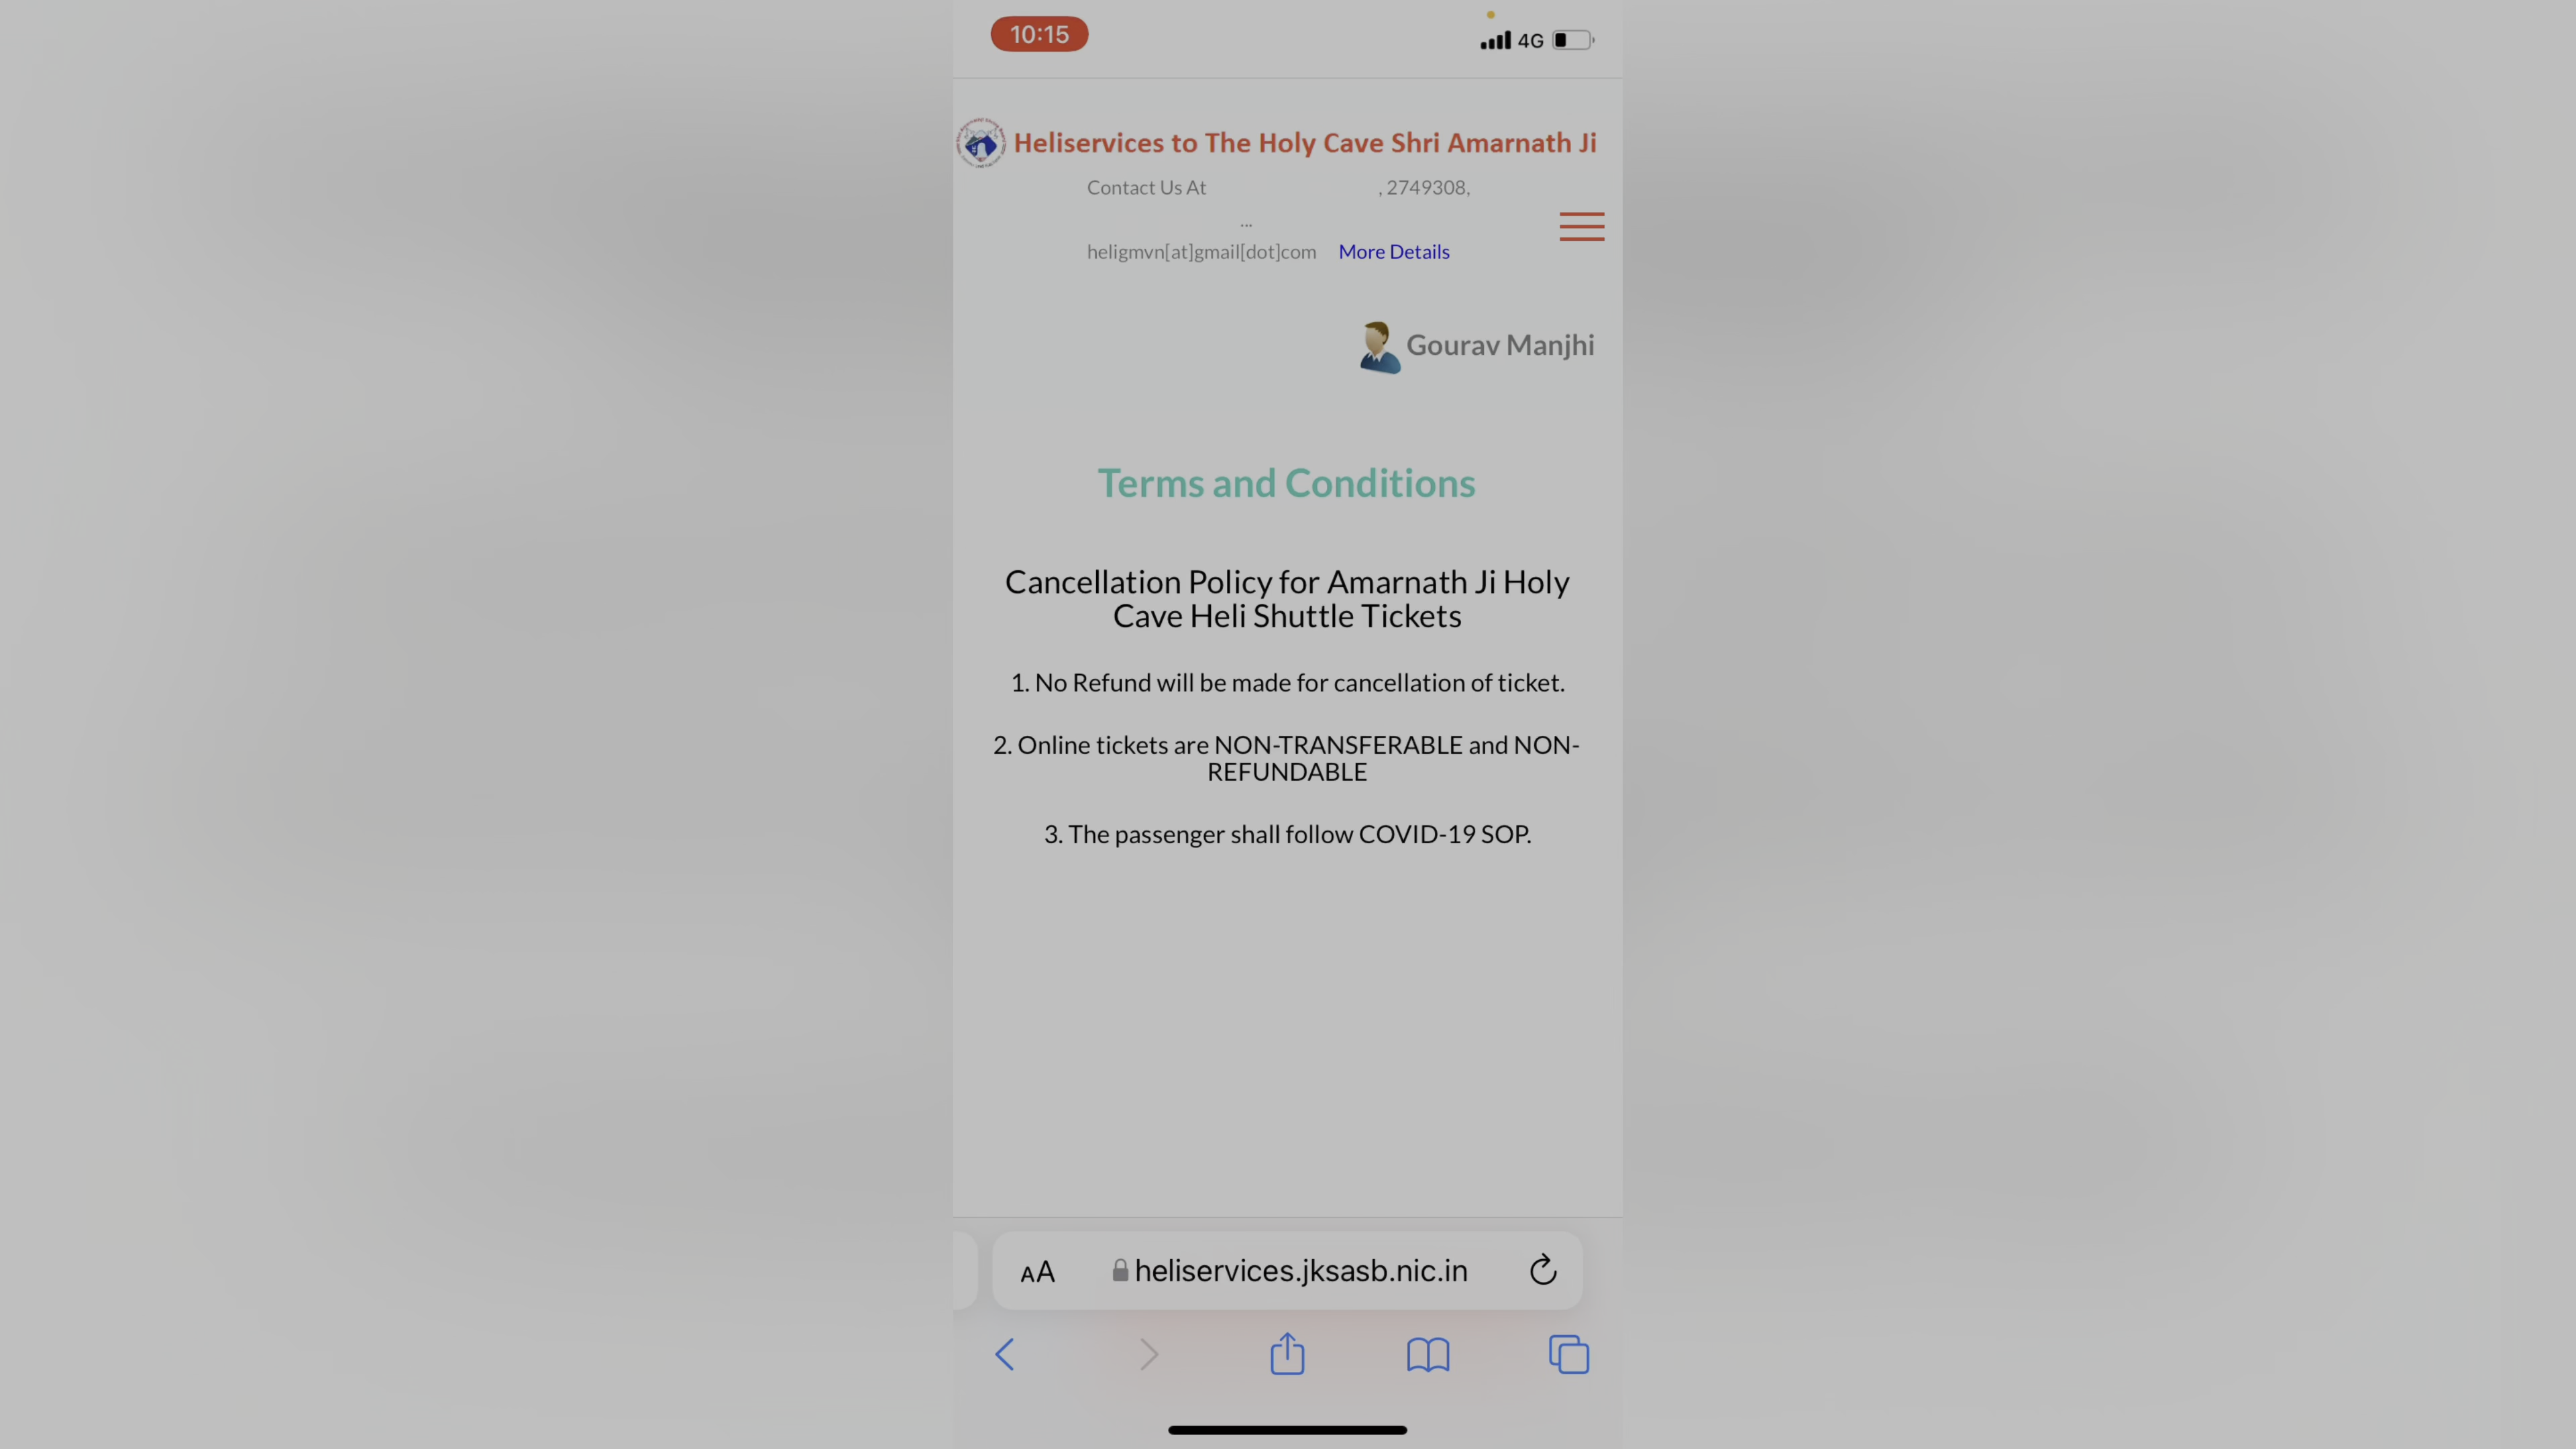 10:15
4G
Heliservices to The Holy Cave Shri Amarnath Ji
Contact Us At , 2749308,
...
heligmvn[at]gmail[dot]com More Details
Gourav Manjhi
Terms and Conditions
Cancellation Policy for Amarnath Ji Holy
Cave Heli Shuttle Tickets
1. No Refund will be made for cancellation of ticket.
2. Online tickets are NON-TRANSFERABLE and NON-
REFUNDABLE
3. The passenger shall follow COVID-19 SOP.
AA heliservices.jksasb.nic.in